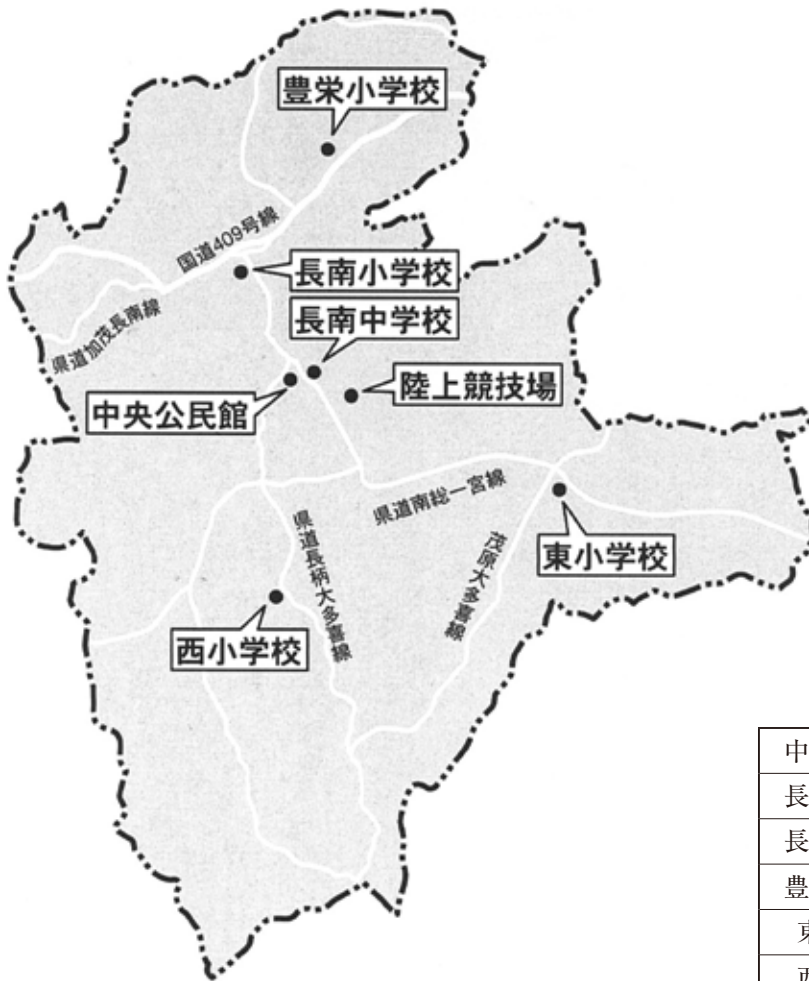 豊栄小学校
国道409号線
長南小学校
県道加茂長南線
長南中学校
陸上競技場
中央公民館
県道南総一宮線
県道長柄大多喜線
茂原大多喜線
東小学校
西小学校
中
長
長
豊
東
西